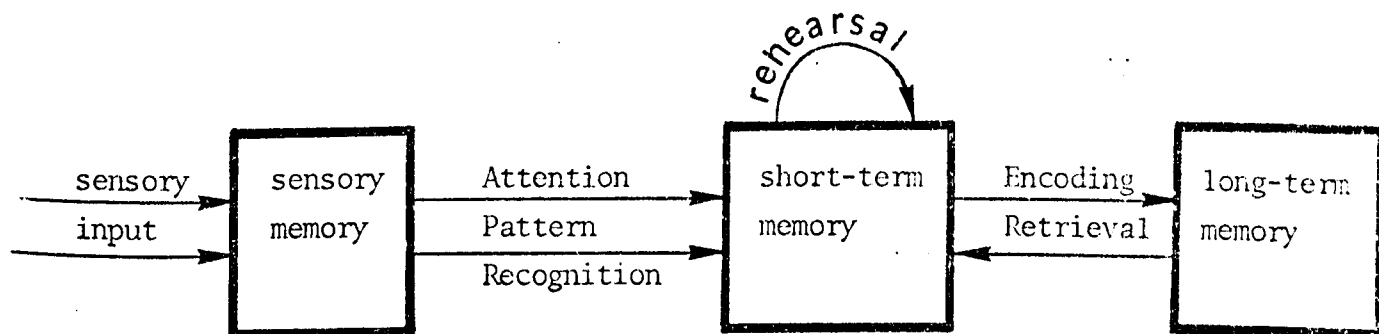 rehearsal
sensory
input
sensory
memory
Attention
Pattern
Recognition
short-term
memory
Encoding
Retrieval
long-term
memory